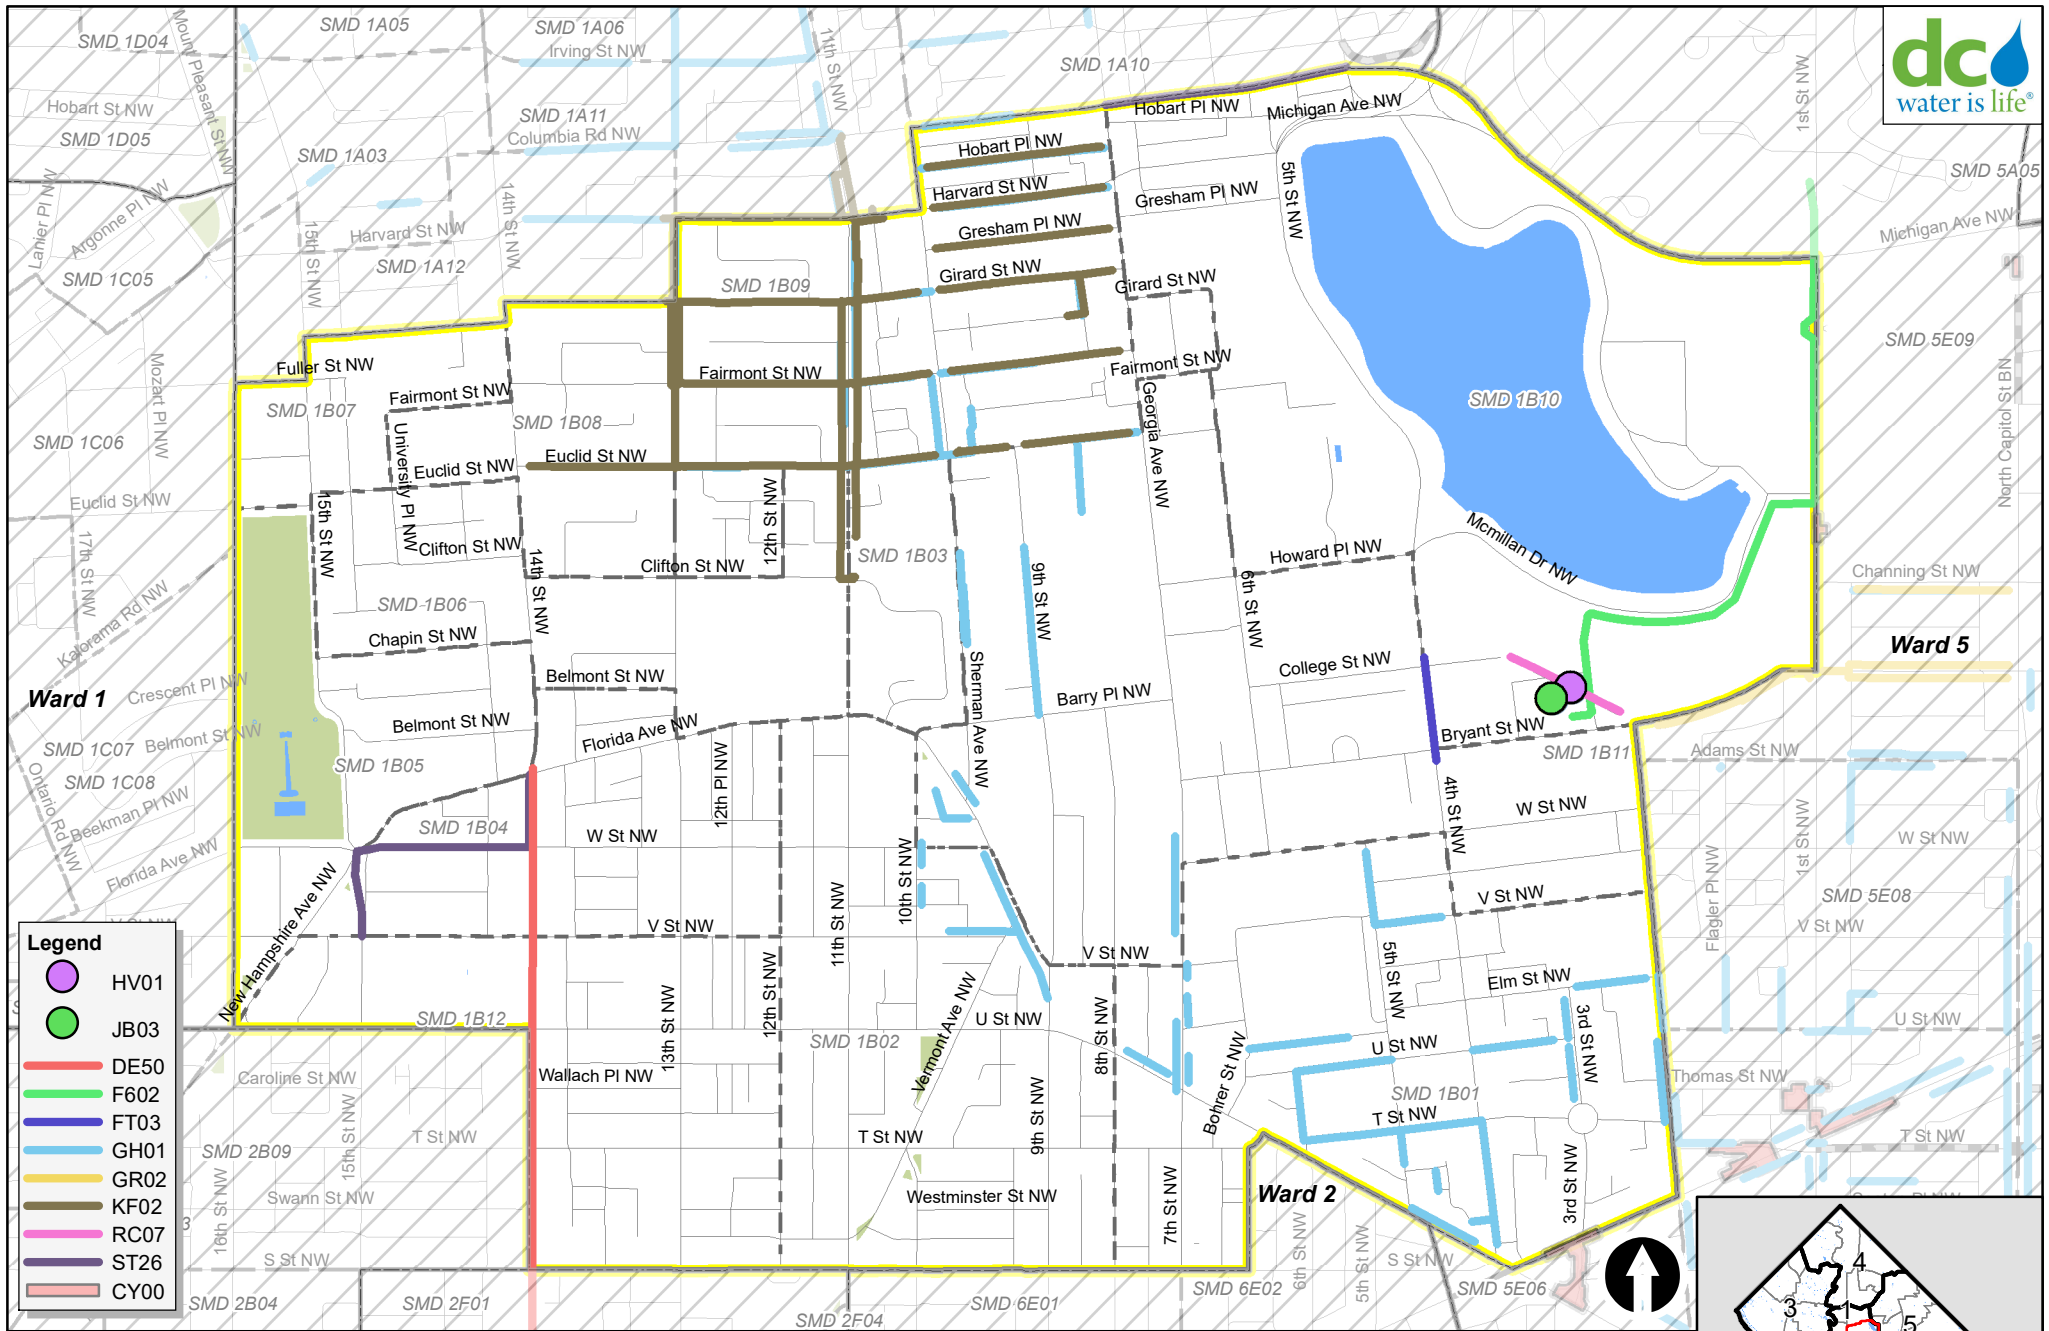 SMD 1D04
Mount Pleasant St NW
SMD 1A05
SMD 1A06
Irving St NW
11th St NW
SMD 1A10
1st St NW
dc
water is life®
Hobart St NW
SMD 1D05
SMD 1A11
Columbia Rd NW
SMD 1A03
Hobart Pl NW
Michigan Ave NW
Hobart Pl NW
SMD 5A05
Lanier Pl NW
Argonne Pl NW
14th St NW
Harvard St NW
Gresham Pl NW
5th St NW
15th St NW
Harvard St NW
Gresham Pl NW
Michigan Ave NW
SMD 1C05
SMD 1A12
SMD 1B09
Girard St NW
Girard St NW
SMD 5E09
Mozart Pl NW
Fuller St NW
Fairmont St NW
Fairmont St NW
Fairmont St NW
North Capitol St BN
SMD 1B07
SMD 1B08
Georgia Ave NW
SMD 1B10
SMD 1C06
University Pl NW
Euclid St NW
Euclid St NW
Euclid St NW
15th St NW
12th St NW
17th St NW
Clifton St NW
14th St NW
Clifton St NW
SMD 1B03
Howard Pl NW
Mcmillan Dr NW
Channing St NW
Kalorama Rd NW
SMD 1B06
9th St NW
6th St NW
Chapin St NW
Ward 5
Crescent Pl NW
Belmont St NW
Sherman Ave NW
College St NW
Ward 1
Barry Pl NW
Belmont St NW
Belmont St NW
Florida Ave NW
Bryant St NW
SMD 1C07
SMD 1B11
Adams St NW
SMD 1B05
SMD 1C08
Ontario Rd NW
Beekman Pl NW
12th Pl NW
4th St NW
W St NW
SMD 1B04
W St NW
W St NW
1st St NW
Florida Ave NW
10th St NW
New Hampshire Ave NW
11th St NW
V St NW
Flagler Pl NW
SMD 5E08
V St NW
V St NW
V St NW
5th St NW
Elm St NW
12th St NW
13th St NW
Vermont Ave NW
8th St NW
3rd St NW
SMD 1B12
U St NW
U St NW
SMD 1B02
U St NW
Bohrer St NW
Caroline St NW
Wallach Pl NW
Thomas St NW
15th St NW
9th St NW
SMD 1B01
T St NW
T St NW
T St NW
T St NW
SMD 2B09
16th St NW
Swann St NW
Westminster St NW
7th St NW
Ward 2
3rd St NW
6th St NW
5th St NW
S St NW
S St NW
SMD 2B04
SMD 2F01
SMD 2F04
SMD 6E01
SMD 6E02
SMD 5E06
Legend
HV01
JB03
DE50
F602
FT03
GH01
GR02
KF02
RC07
ST26
CY00
4
3
5